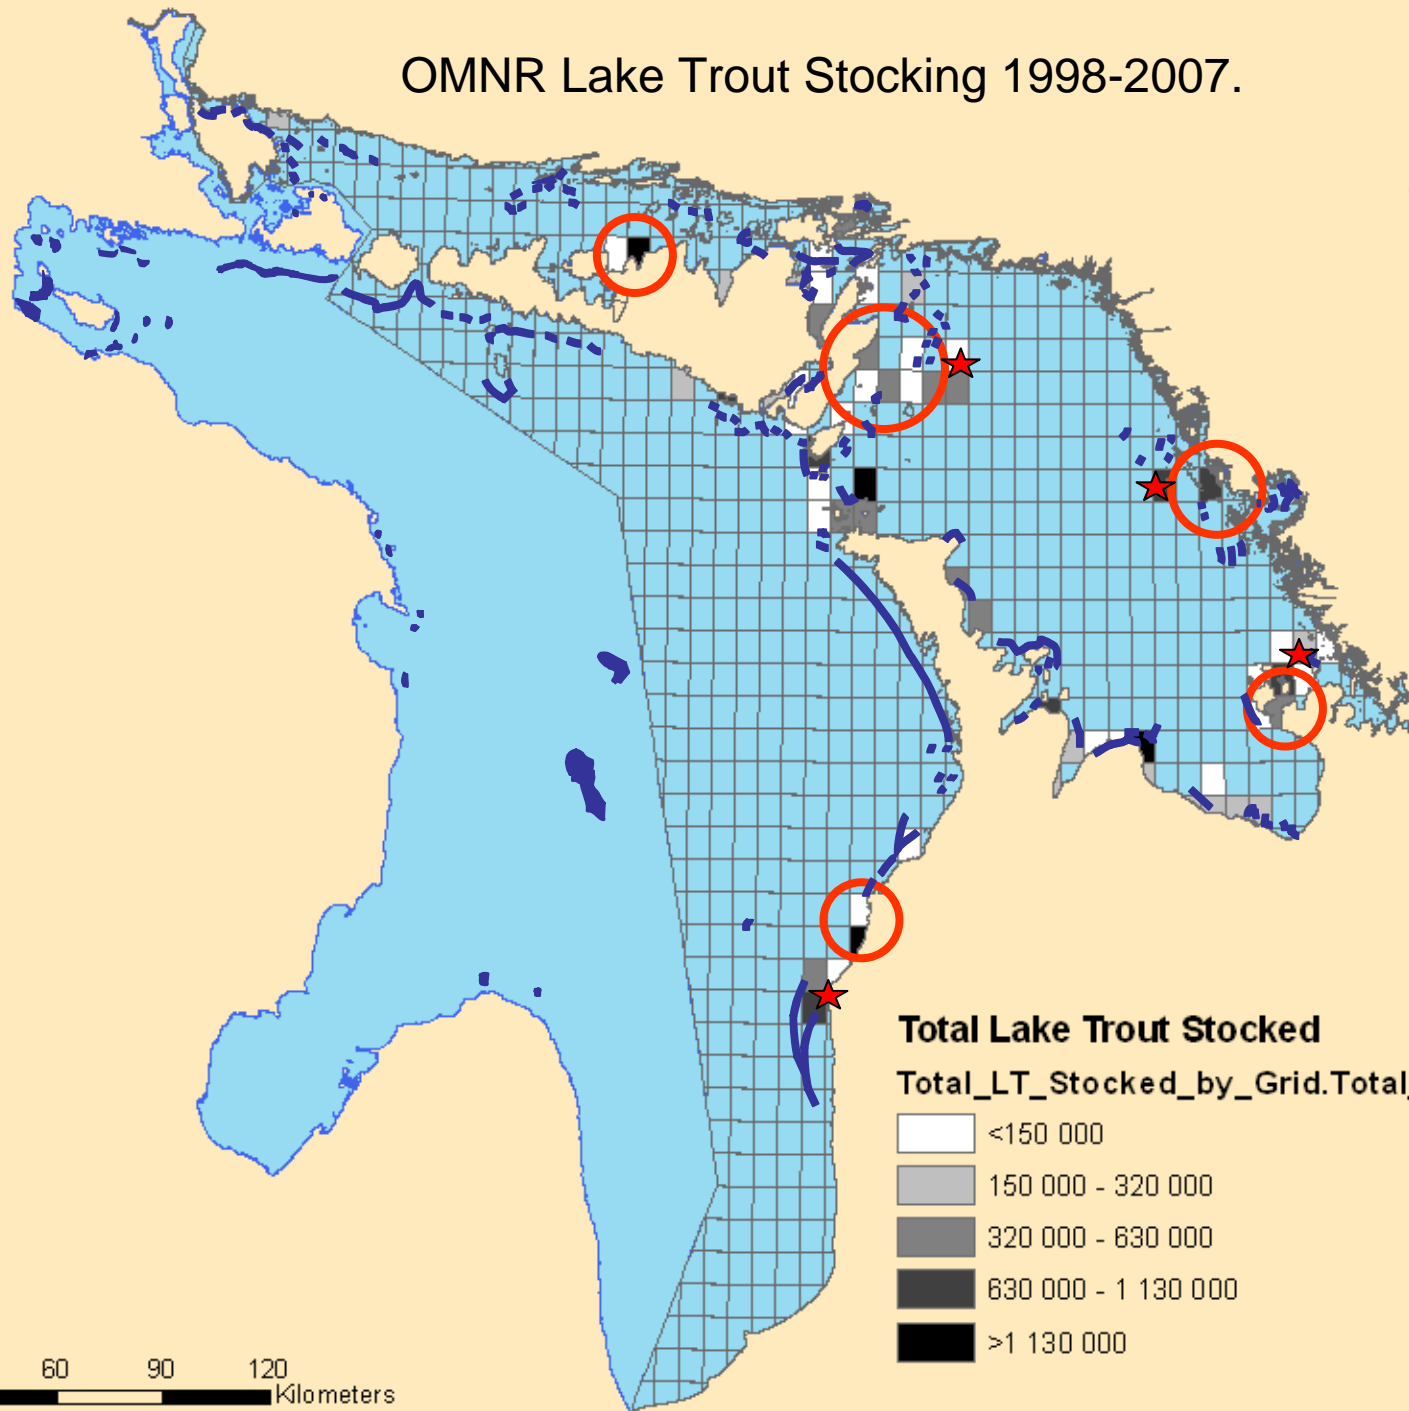 OMNR Lake Trout Stocking 1998-2007.
Total Lake Trout Stocked
Total_LT_Stocked_by_Grid.Total_
<150 000
150 000 - 320 000
320 000 - 630 000
630 000 - 1 130 000
>1 130 000
60 90 120
Kilometers